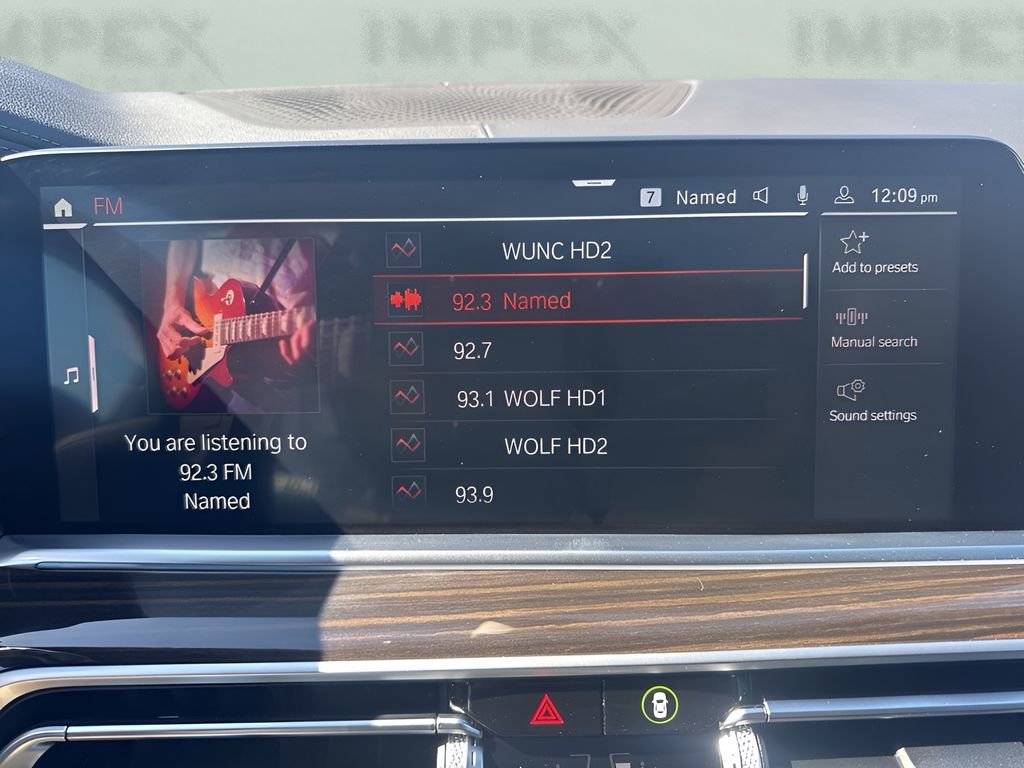 IMPEX
IMPEX
IMPEX
FM
7 Named
12:09 pm
WUNC HD2
92.3 Named
92.7
93.1 WOLF HD1
WOLF HD2
93.9
You are listening to
92.3 FM
Named
Add to presets
Manual search
Sound settings